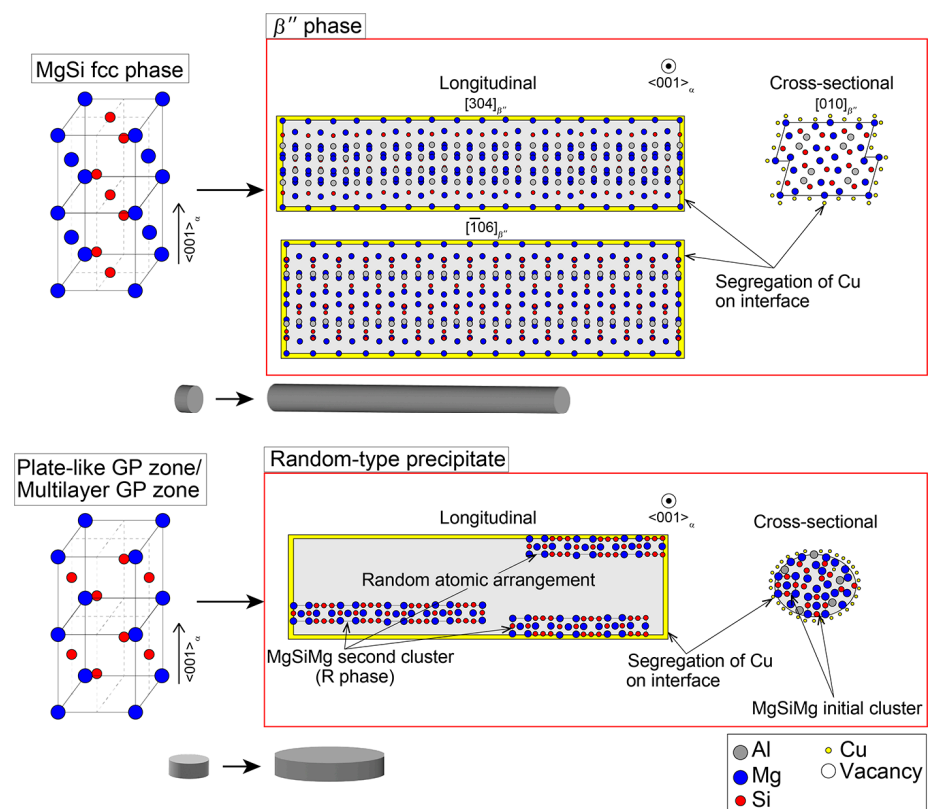 β″ phase
MgSi fcc phase
Longitudinal
[304]β″
<001>α
Cross-sectional
[010]β″
<001>α
[1̅06]β″
Segregation of Cu
on interface
Plate-like GP zone/
Multilayer GP zone
Random-type precipitate
Longitudinal
<001>α
Cross-sectional
Random atomic arrangement
<001>α
MgSiMg second cluster
(R phase)
Segregation of Cu
on interface
MgSiMg initial cluster
Al
Cu
Mg
Vacancy
Si